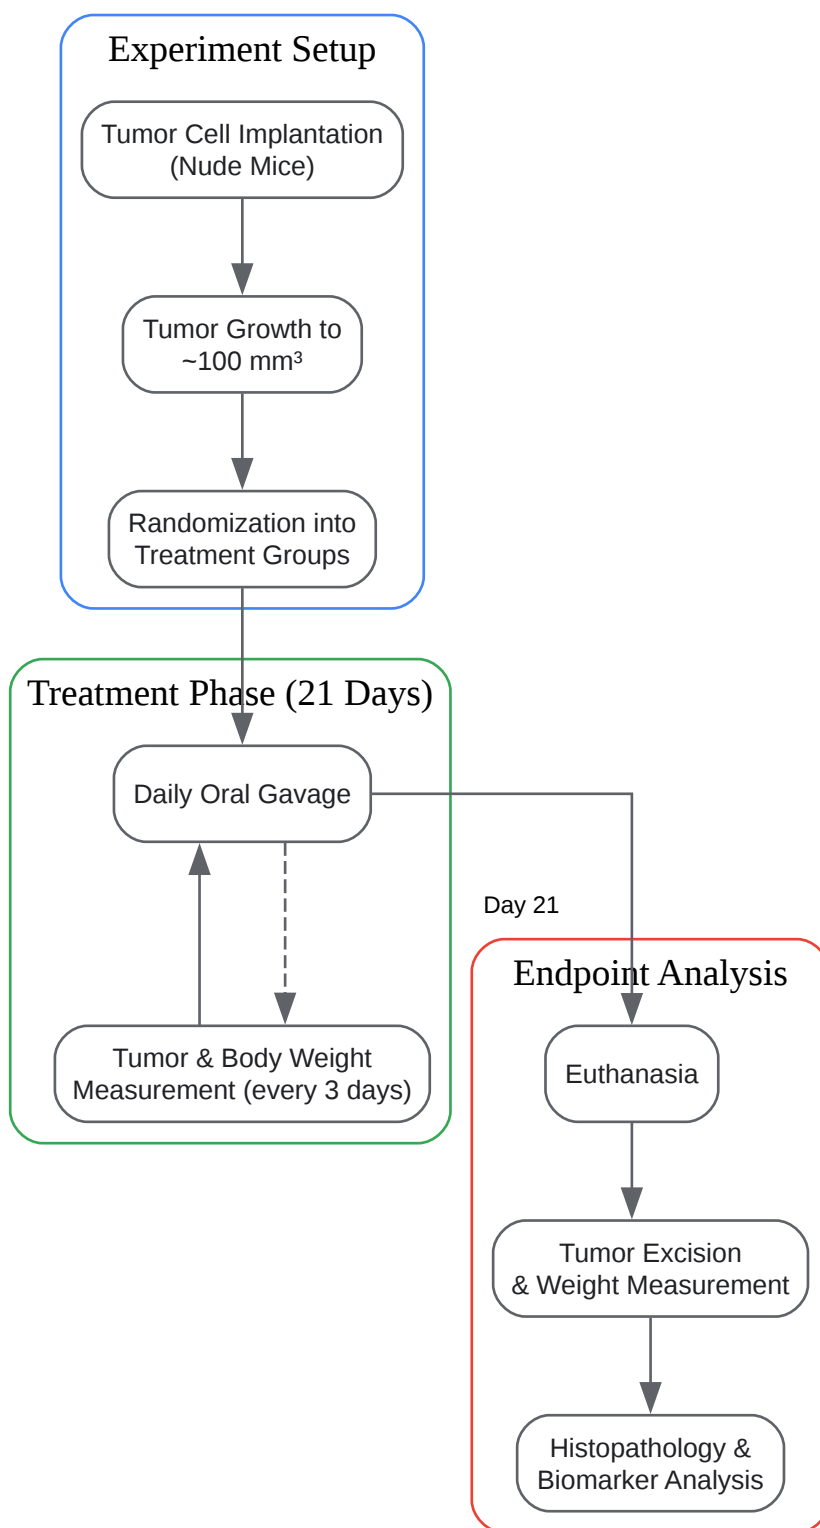 Experiment Setup
Tumor Cell Implantation
(Nude Mice)
Tumor Growth to
~100 mm³
Randomization into
Treatment Groups
Treatment Phase (21 Days)
Daily Oral Gavage
Day 21
Tumor & Body Weight
Measurement (every 3 days)
Endpoint Analysis
Euthanasia
Tumor Excision
& Weight Measurement
Histopathology &
Biomarker Analysis